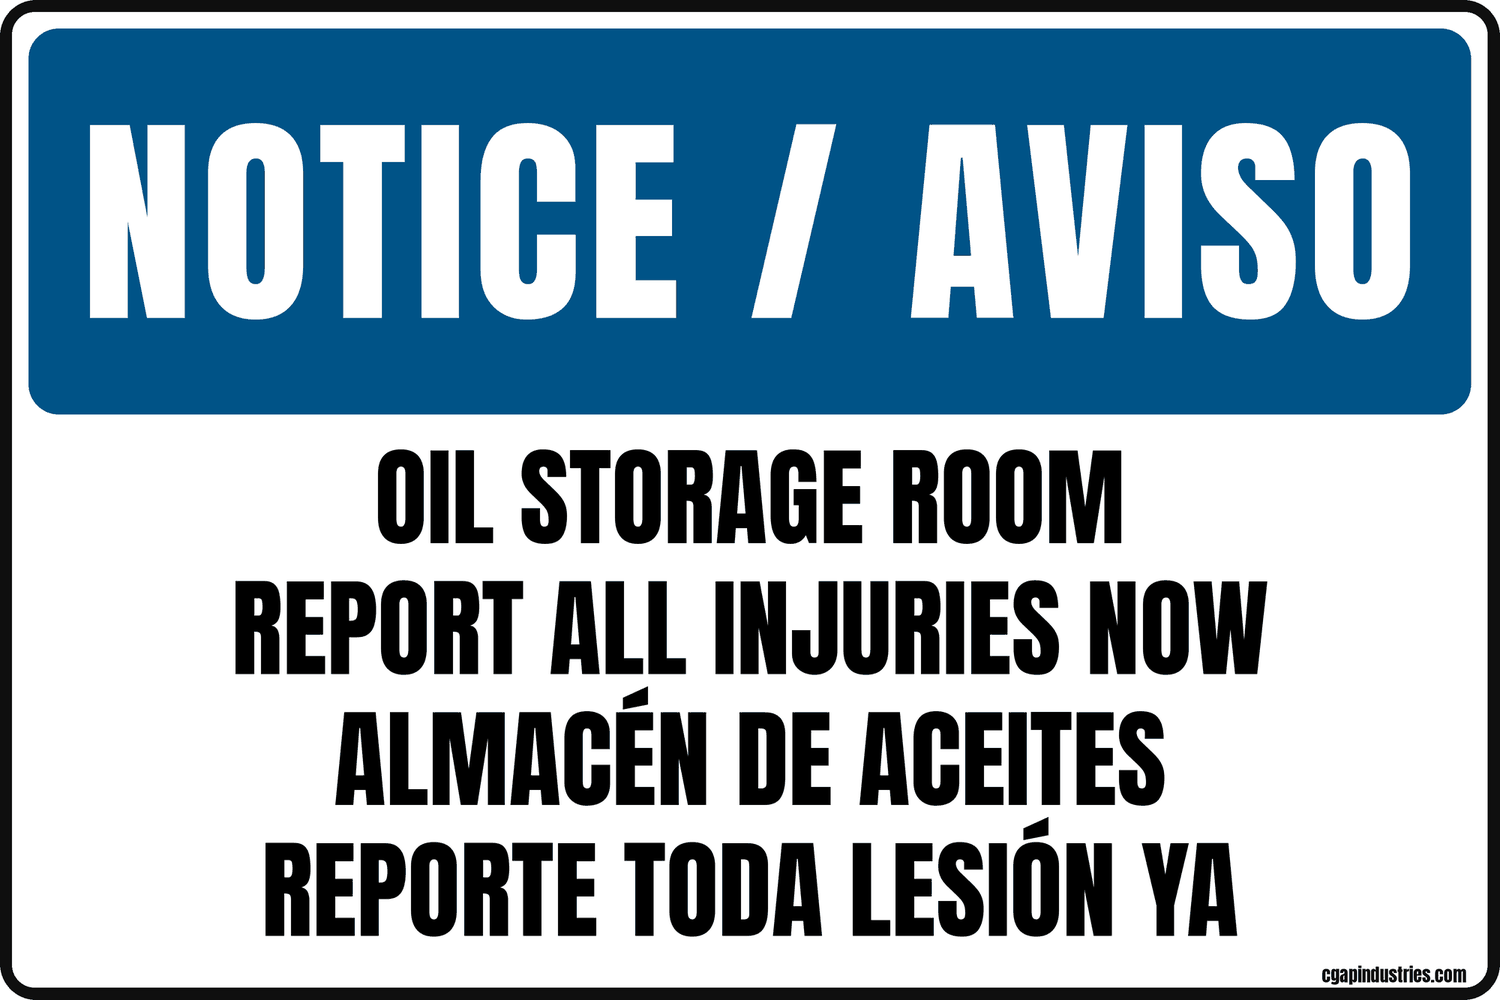 NOTICE / AVISO
OIL STORAGE ROOM
REPORT ALL INJURIES NOW
ALMACÉN DE ACEITES
REPORTE TODA LESIÓN YA
cgapindustries.com